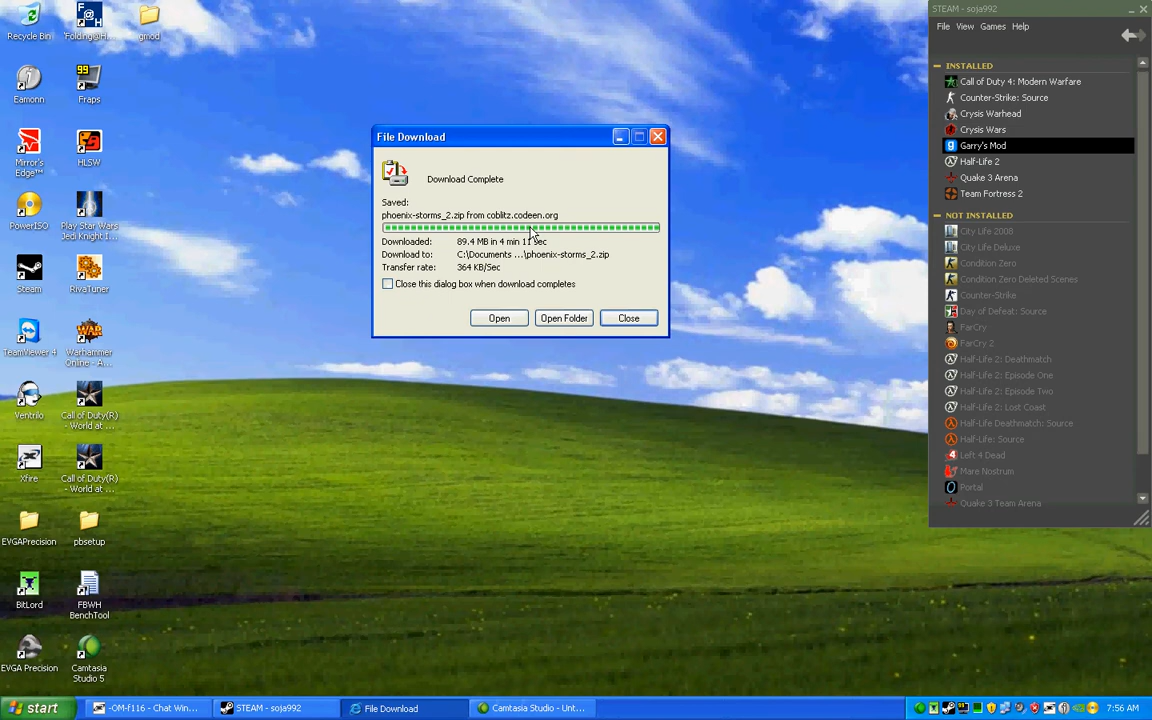 Recycle Bin
'Folding@H...
gmod
Eamonn
Fraps
Mirror's
Edge™
HLSW
PowerISO
Play Star Wars
Jedi Knight I...
Steam
RivaTuner
TeamViewer 4
Warhammer
Online - A...
Ventrilo
Call of Duty(R)
- World at ...
Xfire
Call of Duty(R)
- World at ...
EVGAPrecision
pbsetup
BitLord
FBWH
BenchTool
EVGA Precision
Camtasia
Studio 5
File Download
Download Complete
Saved:
phoenix-storms_2.zip from coblitz.codeen.org
Downloaded: 89.4 MB in 4 min 11 sec
Download to: C:\Documents ...\phoenix-storms_2.zip
Transfer rate: 364 KB/Sec
Close this dialog box when download completes
Open Open Folder Close
STEAM - soja992
File View Games Help
INSTALLED
Call of Duty 4: Modern Warfare
Counter-Strike: Source
Crysis Warhead
Crysis Wars
Garry's Mod
Half-Life 2
Quake 3 Arena
Team Fortress 2
NOT INSTALLED
City Life 2008
City Life Deluxe
Condition Zero
Condition Zero Deleted Scenes
Counter-Strike
Day of Defeat: Source
FarCry
FarCry 2
Half-Life 2: Deathmatch
Half-Life 2: Episode One
Half-Life 2: Episode Two
Half-Life 2: Lost Coast
Half-Life Deathmatch: Source
Half-Life: Source
Left 4 Dead
Mare Nostrum
Portal
Quake 3 Team Arena
start
-OM-f116 - Chat Win...
STEAM - soja992
File Download
Camtasia Studio - Unt...
7:56 AM